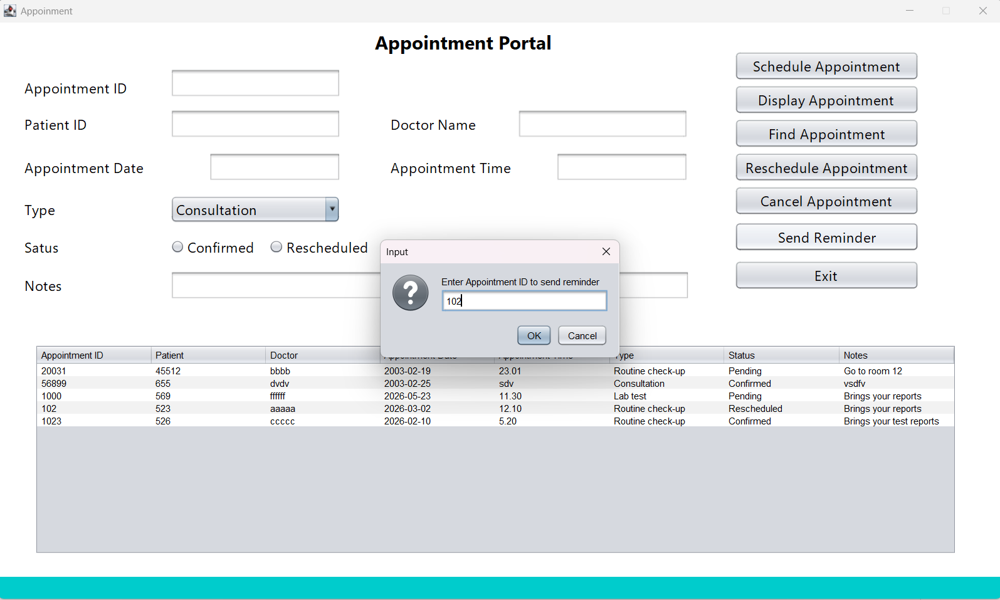 Appoinment
Appointment Portal
Schedule Appointment
Appointment ID
Display Appointment
Patient ID
Doctor Name
Find Appointment
Appointment Date
Appointment Time
Reschedule Appointment
Type
Consultation
Cancel Appointment
Satus
Confirmed
Rescheduled
Send Reminder
Notes
Exit
Input
Enter Appointment ID to send reminder
102
OK Cancel
Appointment ID Patient Doctor Appointment Date Appointment Time Type Status Notes
20031 45512 bbbb 2003-02-19 23.01 Routine check-up Pending Go to room 12
56899 655 dvdv 2003-02-25 sdv Consultation Confirmed vsdfv
1000 569 ffffff 2026-05-23 11.30 Lab test Pending Brings your reports
102 523 aaaaa 2026-03-02 12.10 Routine check-up Rescheduled Brings your reports
1023 526 ccccc 2026-02-10 5.20 Routine check-up Confirmed Brings your test reports